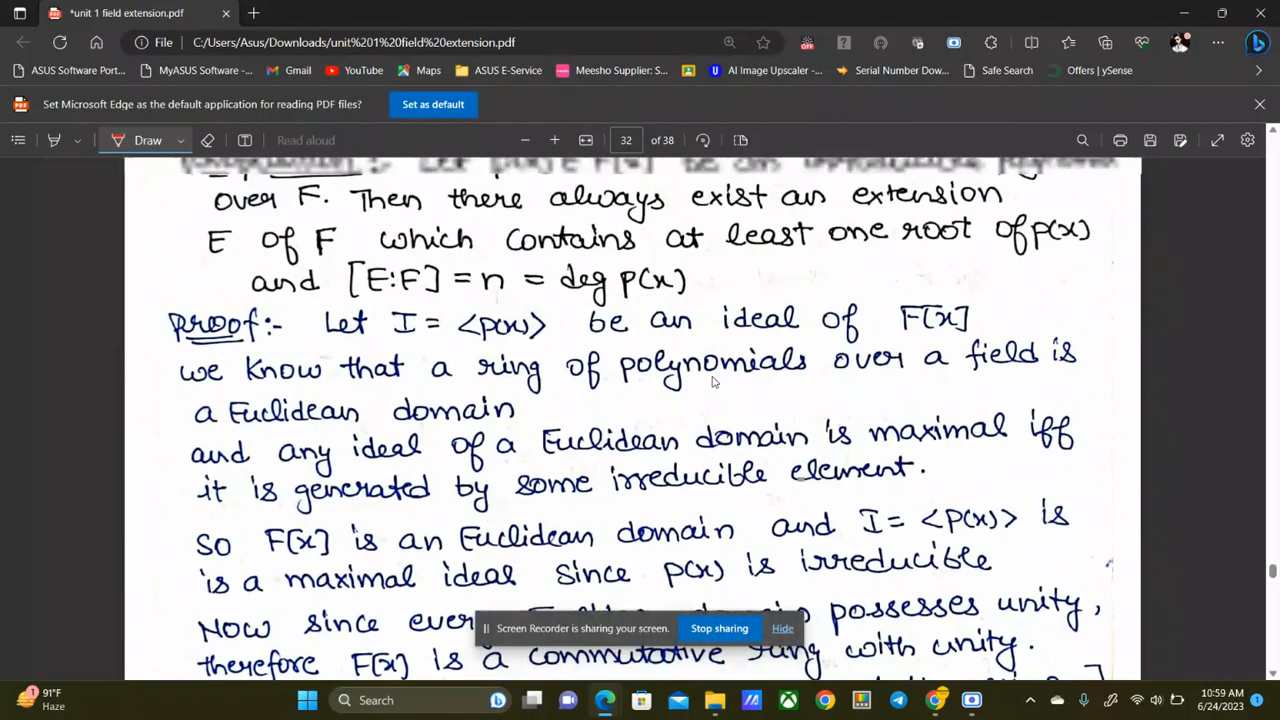 *unit 1 field extension.pdf
File C:/Users/Asus/Downloads/unit%201%20field%20extension.pdf
ASUS Software Port... MyASUS Software -... Gmail YouTube Maps ASUS E-Service Meesho Supplier: S... AI Image Upscaler -... Serial Number Dow... Safe Search Offers | ySense
Set Microsoft Edge as the default application for reading PDF files? Set as default
Draw Read aloud 32 of 38
over F. Then there always exist an extension
E of F which contains at least one root of p(x)
and [E:F] = n = deg p(x)
Proof:- Let I = <p(x)> be an ideal of F[x]
we know that a ring of polynomials over a field is
a Euclidean domain
and any ideal of a Euclidean domain is maximal iff
it is generated by some irreducible element.
So F[x] is an Euclidean domain and I = <p(x)> is
is a maximal ideal since p(x) is irreducible
Now since ever domain possesses unity,
Screen Recorder is sharing your screen. Stop sharing Hide
therefore F[x] is a commutative ring with unity.
91°F
Haze
Search
10:59 AM
6/24/2023